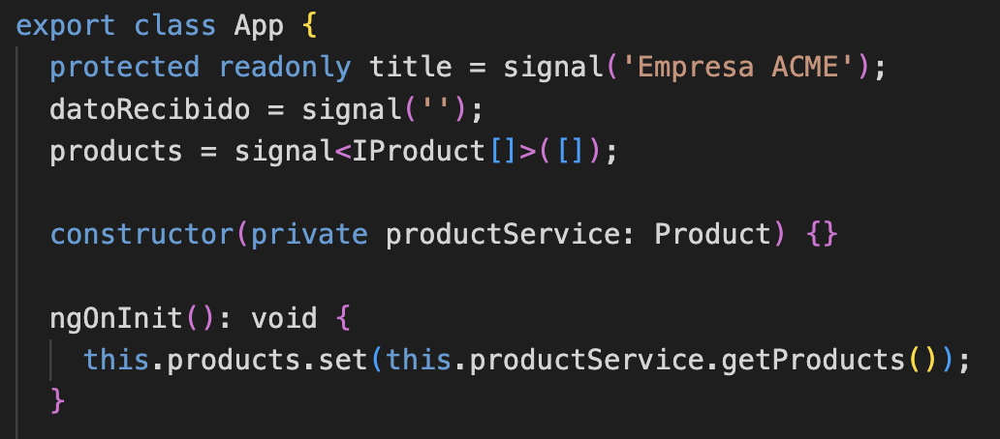 export class App {
protected readonly title = signal('Empresa ACME');
datoRecibido = signal('');
products = signal<IProduct[]>([]);
constructor(private productService: Product) {}
ngOnInit(): void {
this.products.set(this.productService.getProducts());
}